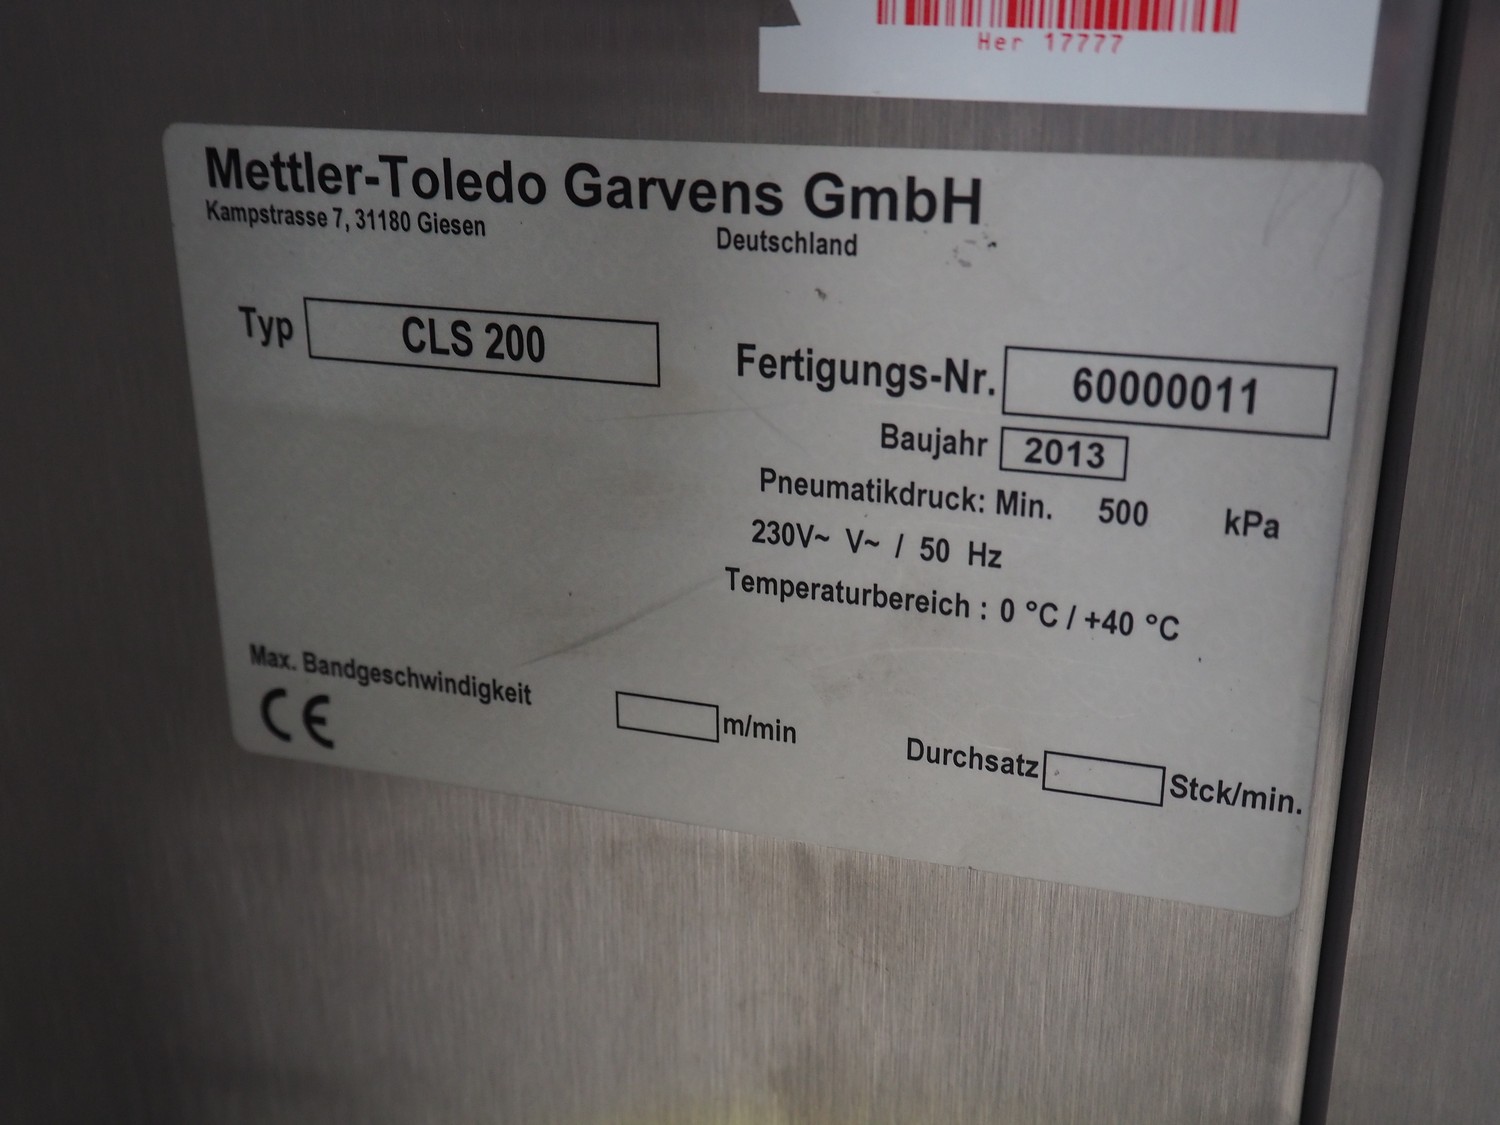 Her 17777
Mettler-Toledo Garvens GmbH
Kampstrasse 7, 31180 Giesen
Deutschland
Typ CLS 200
Fertigungs-Nr. 60000011
Baujahr 2013
Pneumatikdruck: Min. 500 kPa
230V~ V~ / 50 Hz
Temperaturbereich : 0 °C / +40 °C
Max. Bandgeschwindigkeit m/min
CE
Durchsatz Stck/min.